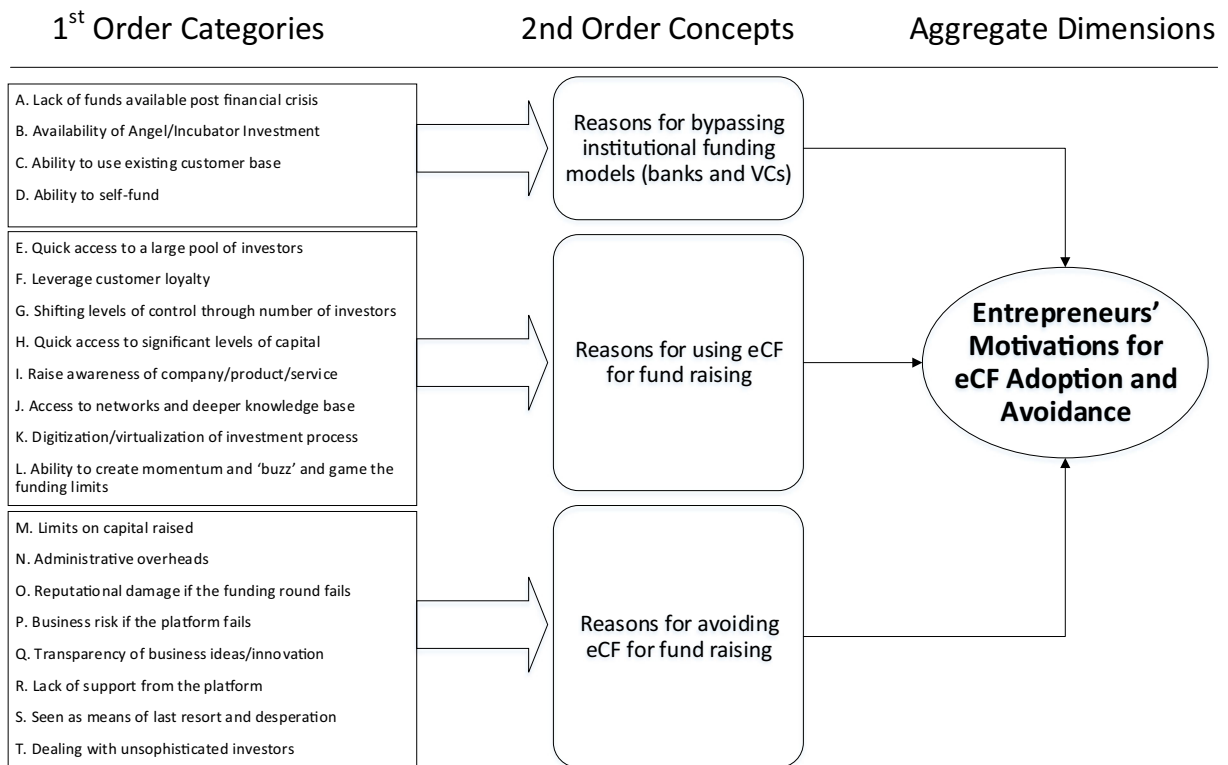 1st Order Categories
2nd Order Concepts
Aggregate Dimensions
A. Lack of funds available post financial crisis
B. Availability of Angel/Incubator Investment
C. Ability to use existing customer base
D. Ability to self-fund
Reasons for bypassing
institutional funding
models (banks and VCs)
E. Quick access to a large pool of investors
F. Leverage customer loyalty
G. Shifting levels of control through number of investors
H. Quick access to significant levels of capital
I. Raise awareness of company/product/service
J. Access to networks and deeper knowledge base
K. Digitization/virtualization of investment process
L. Ability to create momentum and ‘buzz’ and game the
funding limits
Reasons for using eCF
for fund raising
Entrepreneurs’
Motivations for
eCF Adoption and
Avoidance
M. Limits on capital raised
N. Administrative overheads
O. Reputational damage if the funding round fails
P. Business risk if the platform fails
Q. Transparency of business ideas/innovation
R. Lack of support from the platform
S. Seen as means of last resort and desperation
T. Dealing with unsophisticated investors
Reasons for avoiding
eCF for fund raising